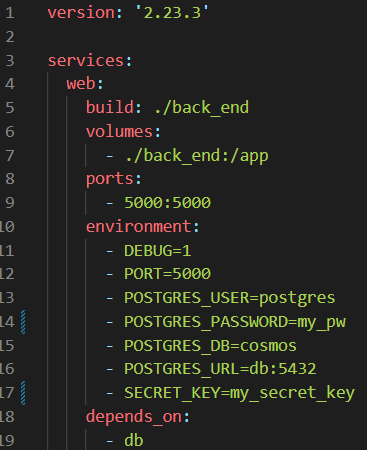 1 version: '2.23.3'
2
3 services:
4   web:
5     build: ./back_end
6     volumes:
7       - ./back_end:/app
8     ports:
9       - 5000:5000
10     environment:
11       - DEBUG=1
12       - PORT=5000
13       - POSTGRES_USER=postgres
14       - POSTGRES_PASSWORD=my_pw
15       - POSTGRES_DB=cosmos
16       - POSTGRES_URL=db:5432
17       - SECRET_KEY=my_secret_key
18     depends_on:
19       - db